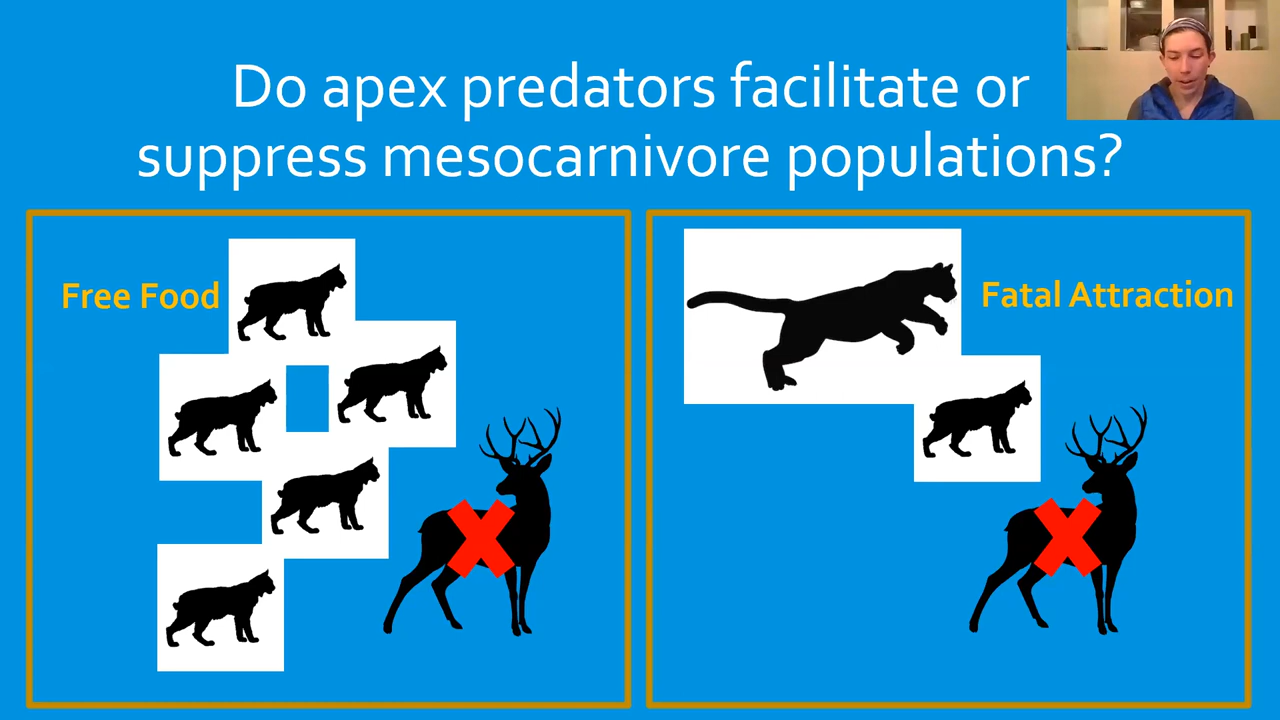 Do apex predators facilitate or
suppress mesocarnivore populations?
Free Food
Fatal Attraction